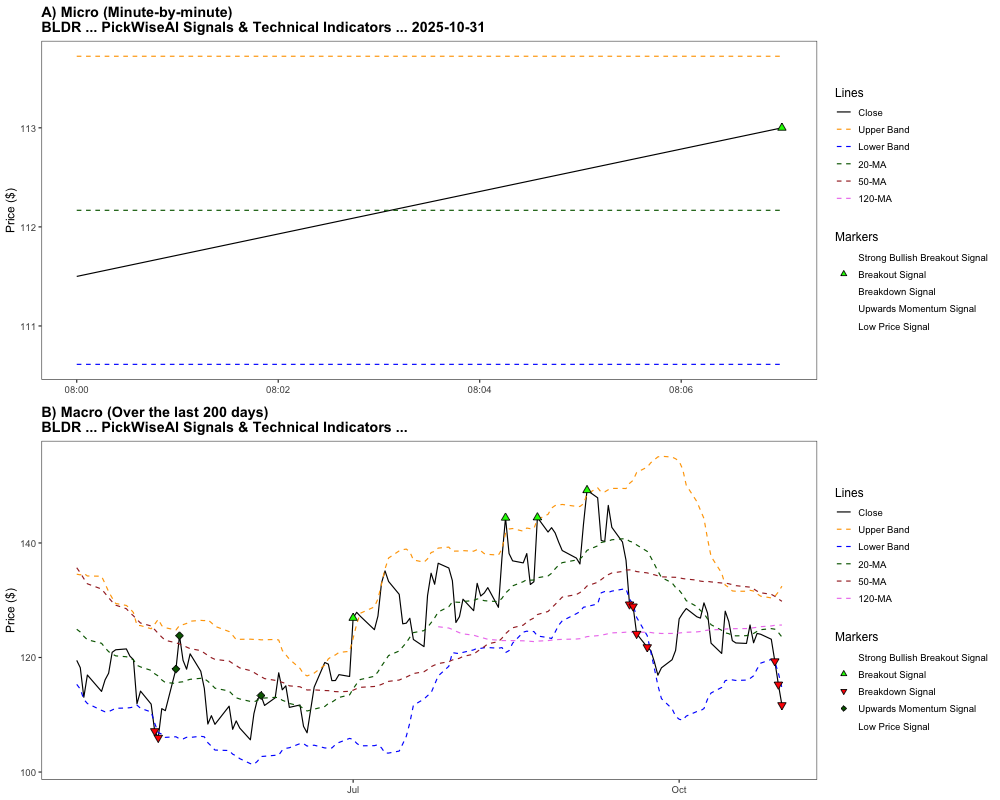 A) Micro (Minute-by-minute)
BLDR ... PickWiseAI Signals & Technical Indicators ... 2025-10-31
Price ($)
113
112
111
08:00
08:02
08:04
08:06
Lines
Close
Upper Band
Lower Band
20-MA
50-MA
120-MA
Markers
Strong Bullish Breakout Signal
Breakout Signal
Breakdown Signal
Upwards Momentum Signal
Low Price Signal
B) Macro (Over the last 200 days)
BLDR ... PickWiseAI Signals & Technical Indicators ...
Price ($)
140
120
100
Jul
Oct
Lines
Close
Upper Band
Lower Band
20-MA
50-MA
120-MA
Markers
Strong Bullish Breakout Signal
Breakout Signal
Breakdown Signal
Upwards Momentum Signal
Low Price Signal